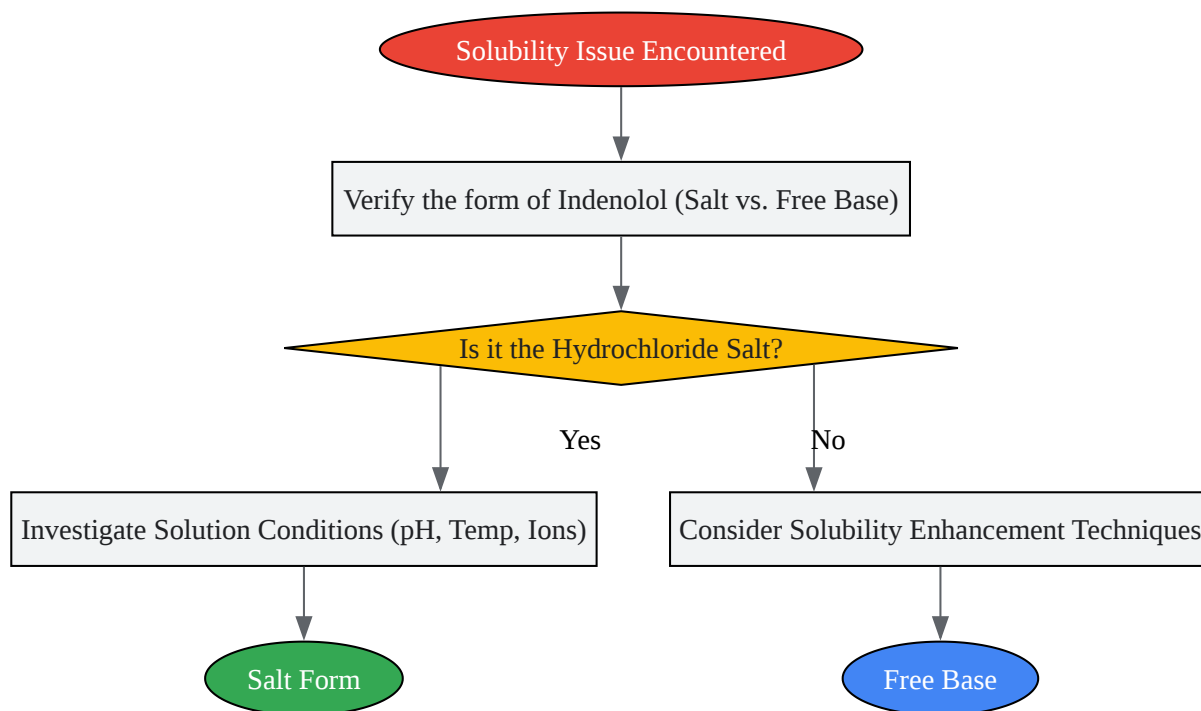 Solubility Issue Encountered
Verify the form of Indenolol (Salt vs. Free Base)
Is it the Hydrochloride Salt?
Yes
No
Investigate Solution Conditions (pH, Temp, Ions)
Consider Solubility Enhancement Techniques
Salt Form
Free Base